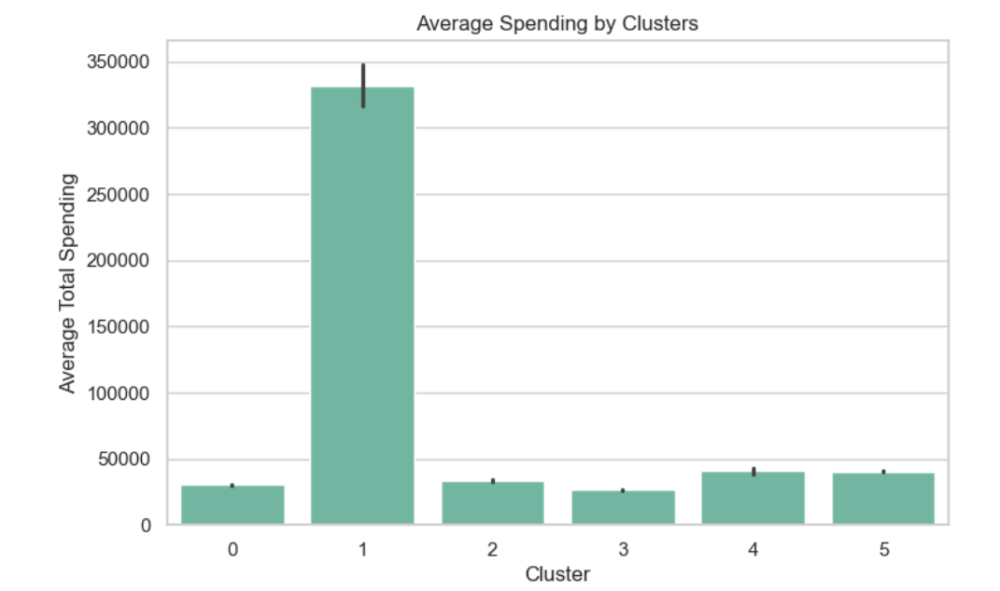 Average Spending by Clusters
Average Total Spending
350000
300000
250000
200000
150000
100000
50000
0
0 1 2 3 4 5
Cluster